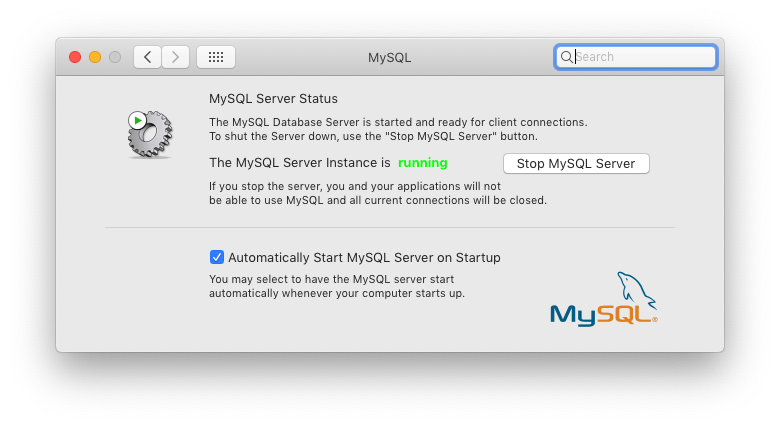 MySQL
Search
MySQL Server Status
The MySQL Database Server is started and ready for client connections.
To shut the Server down, use the "Stop MySQL Server" button.
The MySQL Server Instance is running
Stop MySQL Server
If you stop the server, you and your applications will not
be able to use MySQL and all current connections will be closed.
Automatically Start MySQL Server on Startup
You may select to have the MySQL server start
automatically whenever your computer starts up.
MySQL®